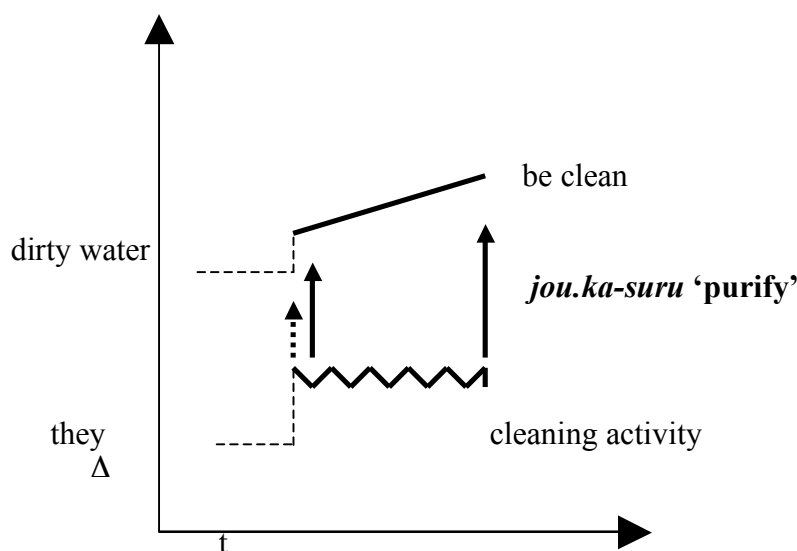 be clean
dirty water
jou.ka-suru ‘purify’
they
cleaning activity
Δ
t